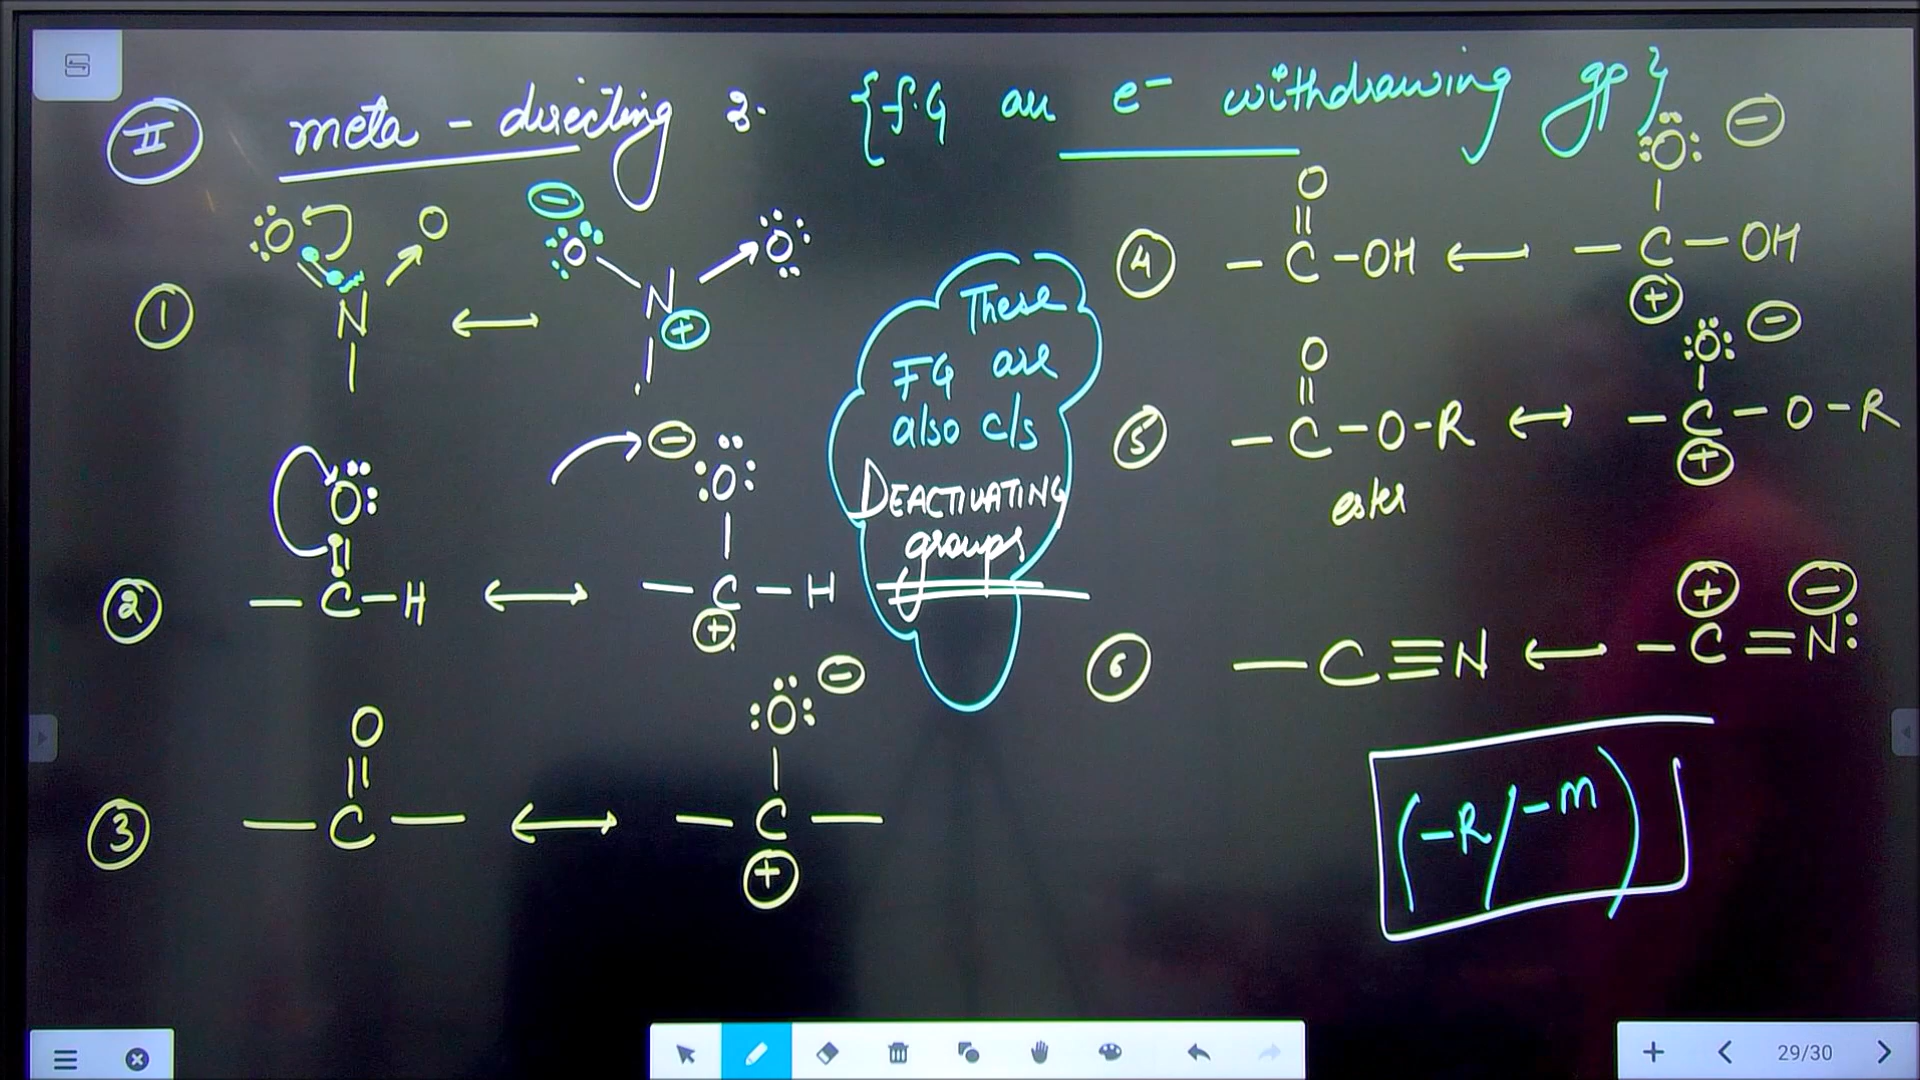 II meta - directing :- {f.G are e⁻ withdrawing gp}
1
:O: O
N
↔
⊖
:O: :O:
N
⊕
2
:O:
||
— C — H
↔
⊖ :O:
|
— C — H
⊕
3
O
||
— C —
↔
:O: ⊖
|
— C —
⊕
These
FG are
also c/s
DEACTIVATING
groups
4
O
||
— C — OH ↔
:O: ⊖
|
— C — OH
⊕
5
O
||
— C — O — R ↔
ester
:O: ⊖
|
— C — O — R
⊕
6
— C ≡ N ↔
⊕ ⊖
— C = N:
(-R/-m)
29/30